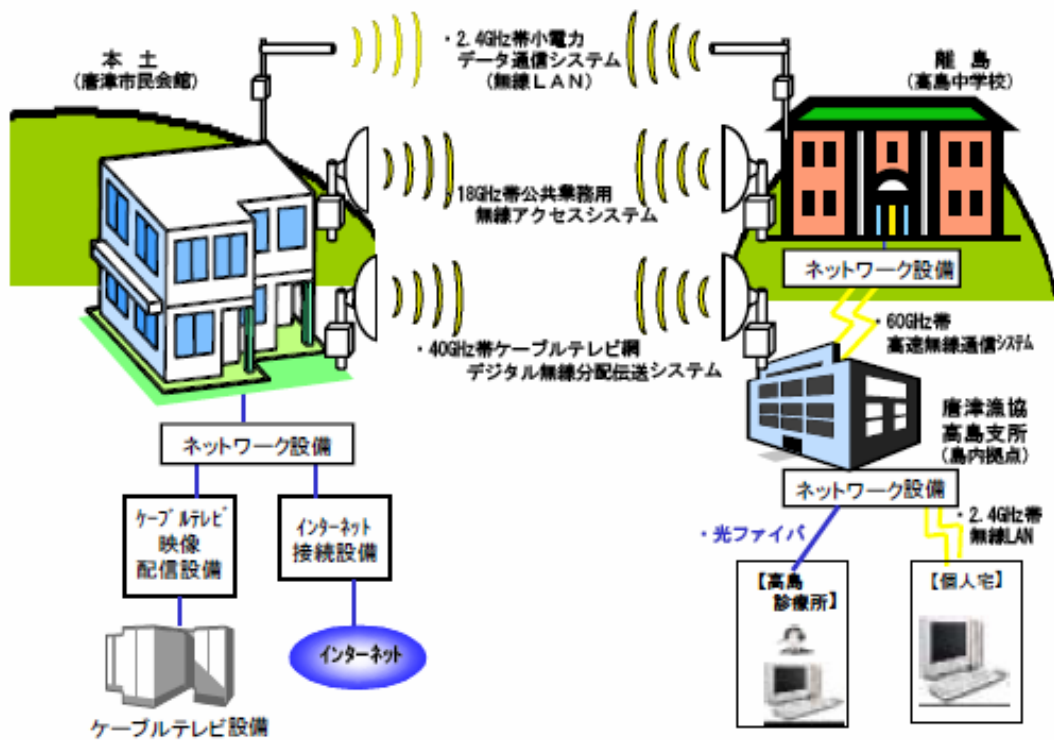 本 土
(唐津市民会館)
・2.4GHz帯小電力
データ通信システム
(無線LAN)
離 島
(高島中学校)
18GHz帯公共業務用
無線アクセスシステム
ネットワーク設備
・60GHz帯
高速無線通信システム
・40GHz帯ケーブルテレビ網
デジタル無線分配伝送システム
唐津漁協
高島支所
(島内拠点)
ネットワーク設備
ネットワーク設備
ケーブルテレビ
映像
配信設備
インターネット
接続設備
・光ファイバ
・2.4GHz帯
無線LAN
【高島
診療所】
【個人宅】
インターネット
ケーブルテレビ設備